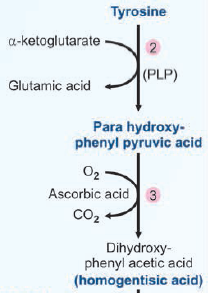 Tyrosine
α-ketoglutarate
2
(PLP)
Glutamic acid
Para hydroxy-
phenyl pyruvic acid
O₂
Ascorbic acid
3
CO₂
Dihydroxy-
phenyl acetic acid
(homogentisic acid)